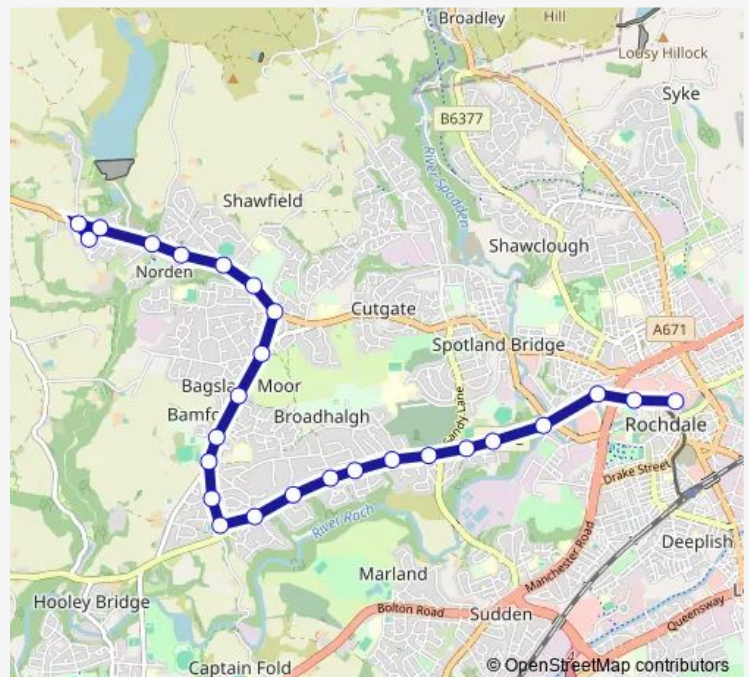 Broadley
Hill
Lousy Hillock
Syke
B6377
River Spodden
Shawfield
Shawclough
Norden
Cutgate
A671
Spotland Bridge
Moor
Broadhalgh
Sandy Lane
Rochdale
Drake Street
River Roch
Manchester Road
Deeplish
Marland
Hooley Bridge
Bolton Road
Sudden
Queensway
Captain Fold
© OpenStreetMap contributors